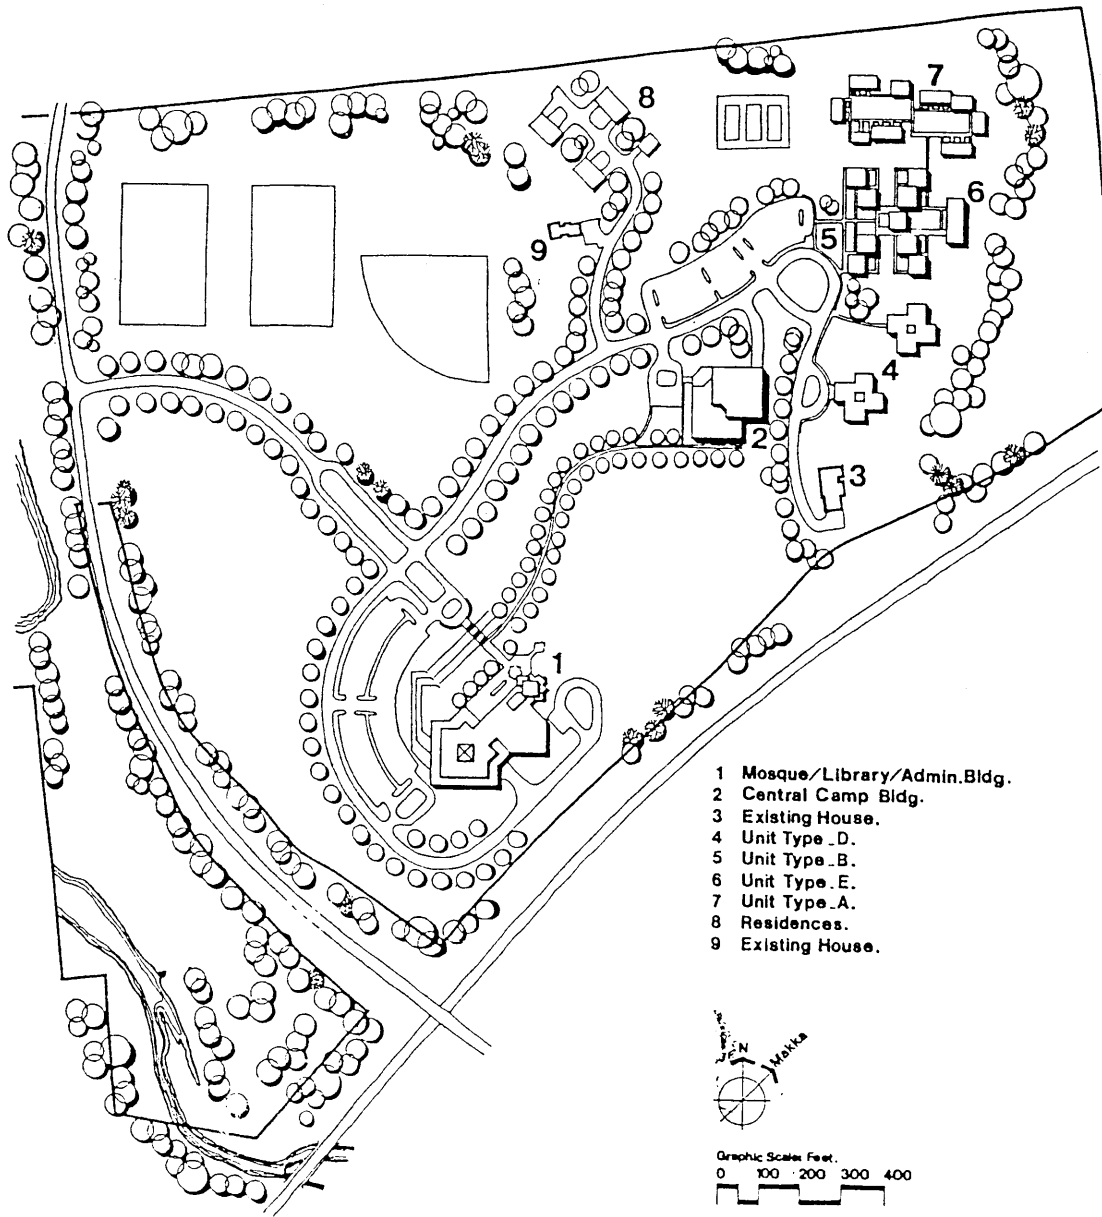 7
8
6
5
9
4
2
3
1
1 Mosque/Library/Admin.Bldg.
2 Central Camp Bldg.
3 Existing House.
4 Unit Type_D.
5 Unit Type_B.
6 Unit Type_E.
7 Unit Type_A.
8 Residences.
9 Existing House.
N
Makka
Graphic Scale: Feet.
0 100 200 300 400